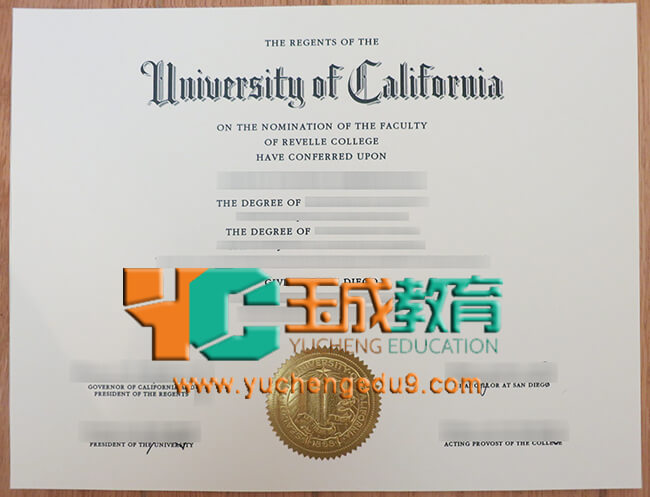 THE REGENTS OF THE
University of California
ON THE NOMINATION OF THE FACULTY
OF REVELLE COLLEGE
HAVE CONFERRED UPON
THE DEGREE OF
THE DEGREE OF
YC 玉成教育
YUCHENG EDUCATION
www.yuchengedu9.com
GOVERNOR OF CALIFORNIA AND
PRESIDENT OF THE REGENTS
AT SAN DIEGO
PRESIDENT OF THE UNIVERSITY
ACTING PROVOST OF THE COLLEGE
1868